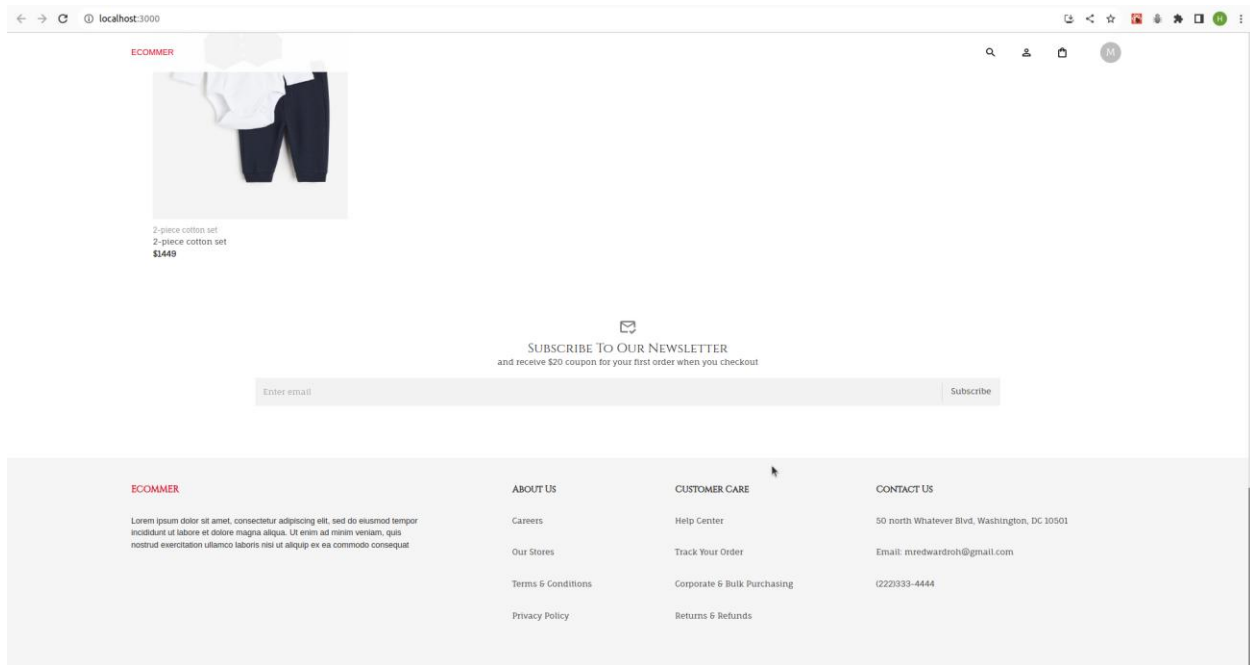 localhost:3000
H
ECOMMER
M
2-piece cotton set
2-piece cotton set
$1449
Subscribe To Our Newsletter
and receive $20 coupon for your first order when you checkout
Enter email
Subscribe
ECOMMER
Lorem ipsum dolor sit amet, consectetur adipiscing elit, sed do eiusmod tempor
incididunt ut labore et dolore magna aliqua. Ut enim ad minim veniam, quis
nostrud exercitation ullamco laboris nisi ut aliquip ex ea commodo consequat
About Us
Careers
Our Stores
Terms & Conditions
Privacy Policy
Customer Care
Help Center
Track Your Order
Corporate & Bulk Purchasing
Returns & Refunds
Contact Us
50 north Whatever Blvd, Washington, DC 10501
Email: mredwardroh@gmail.com
(222)333-4444